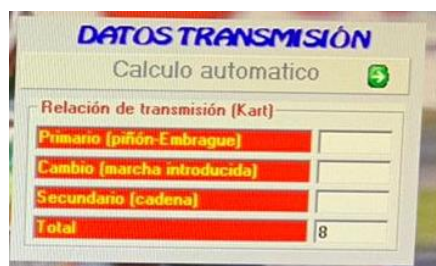 DATOS TRANSMISIÓN
Calculo automatico
Relación de transmisión (Kart)
Primario (piñón-Embrague)
Cambio (marcha introducida)
Secundario (cadena)
Total 8